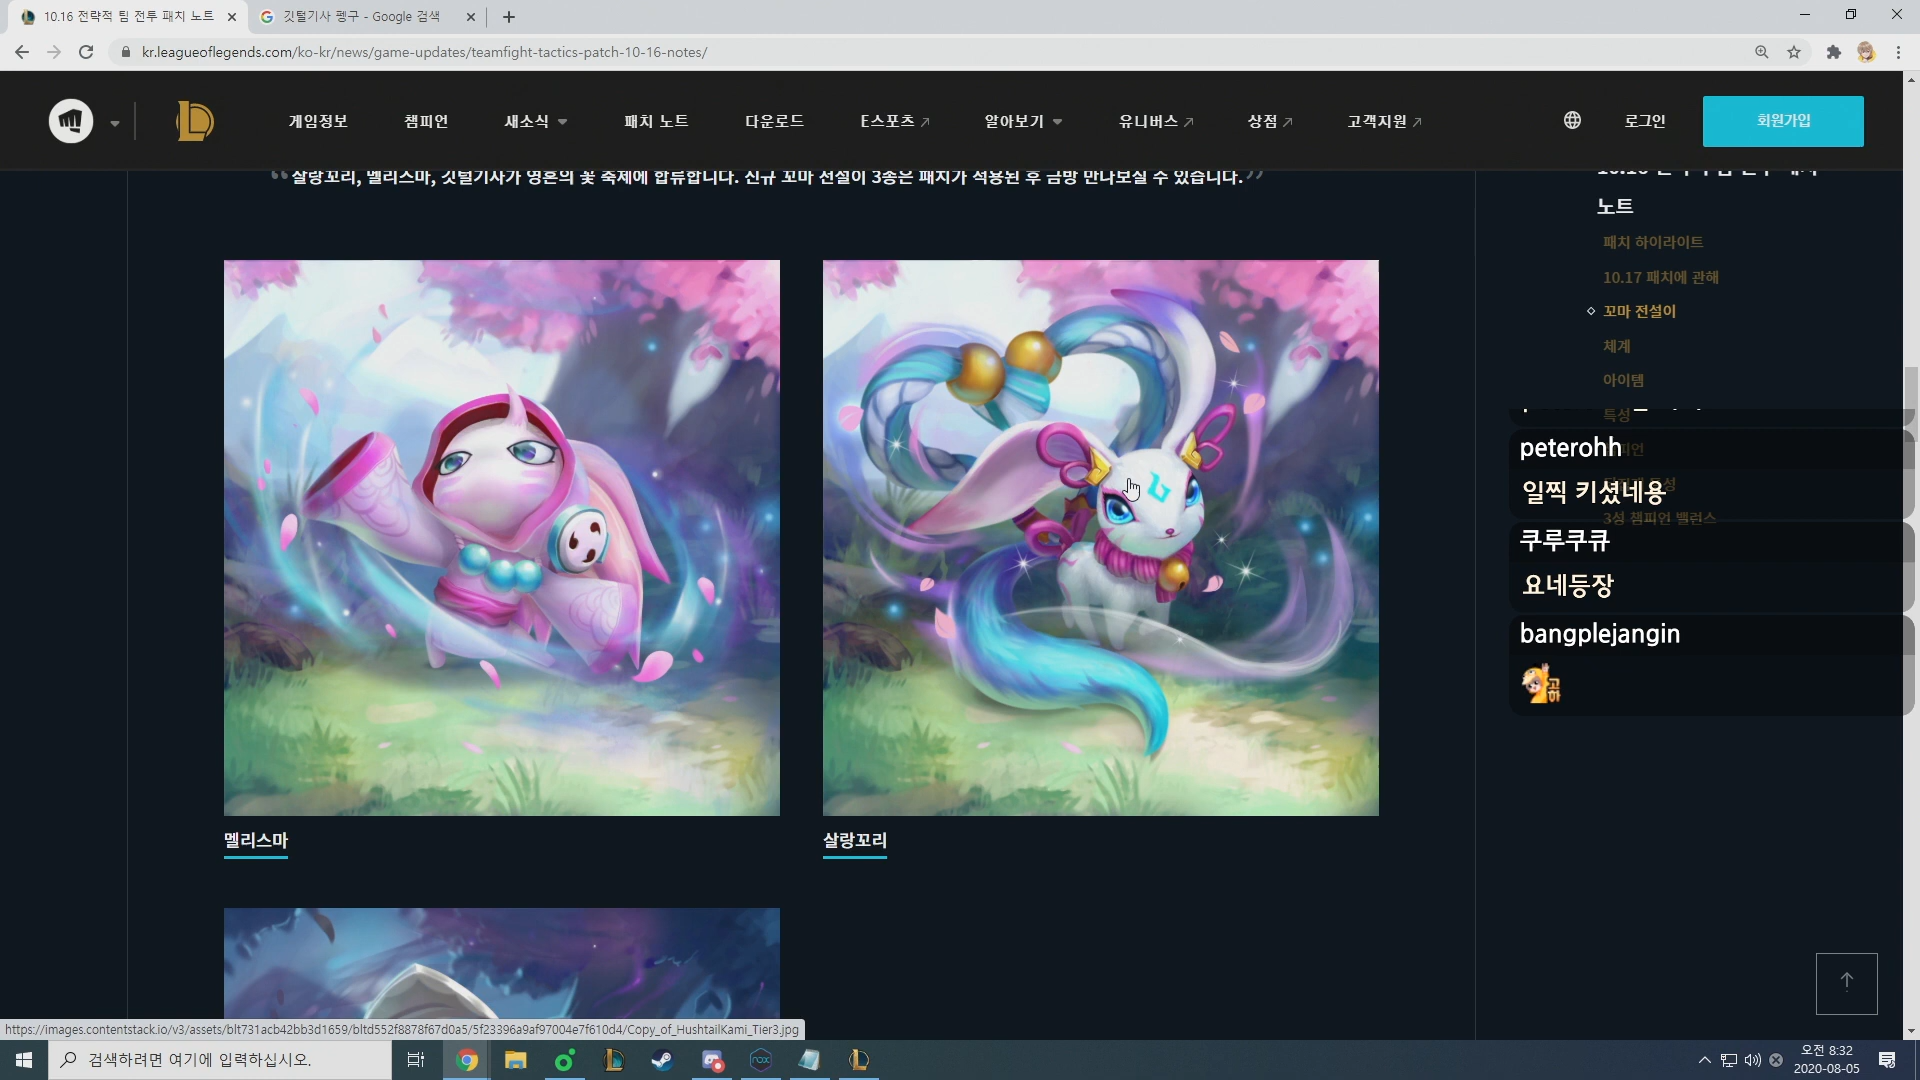 10.16 전략적 팀 전투 패치 노트
깃털기사 펭구 - Google 검색
kr.leagueoflegends.com/ko-kr/news/game-updates/teamfight-tactics-patch-10-16-notes/
게임정보
챔피언
새소식
패치 노트
다운로드
E스포츠
알아보기
유니버스
상점
고객지원
로그인
회원가입
살랑꼬리, 멜리스마, 깃털기사가 영혼의 꽃 축제에 합류합니다. 신규 꼬마 전설이 3종은 패치가 적용된 후 금방 만나보실 수 있습니다.
노트
패치 하이라이트
10.17 패치에 관해
꼬마 전설이
체계
아이템
특성
3성 챔피언 밸런스
peterohh
일찍 키셨네용
쿠루쿠큐
요네등장
bangplejangin
고하
멜리스마
살랑꼬리
https://images.contentstack.io/v3/assets/blt731acb42bb3d1659/bltd552f8878f67d0a5/5f23396a9af97004e7f610d4/Copy_of_HushtailKami_Tier3.jpg
검색하려면 여기에 입력하십시오.
nox
오전 8:32
2020-08-05